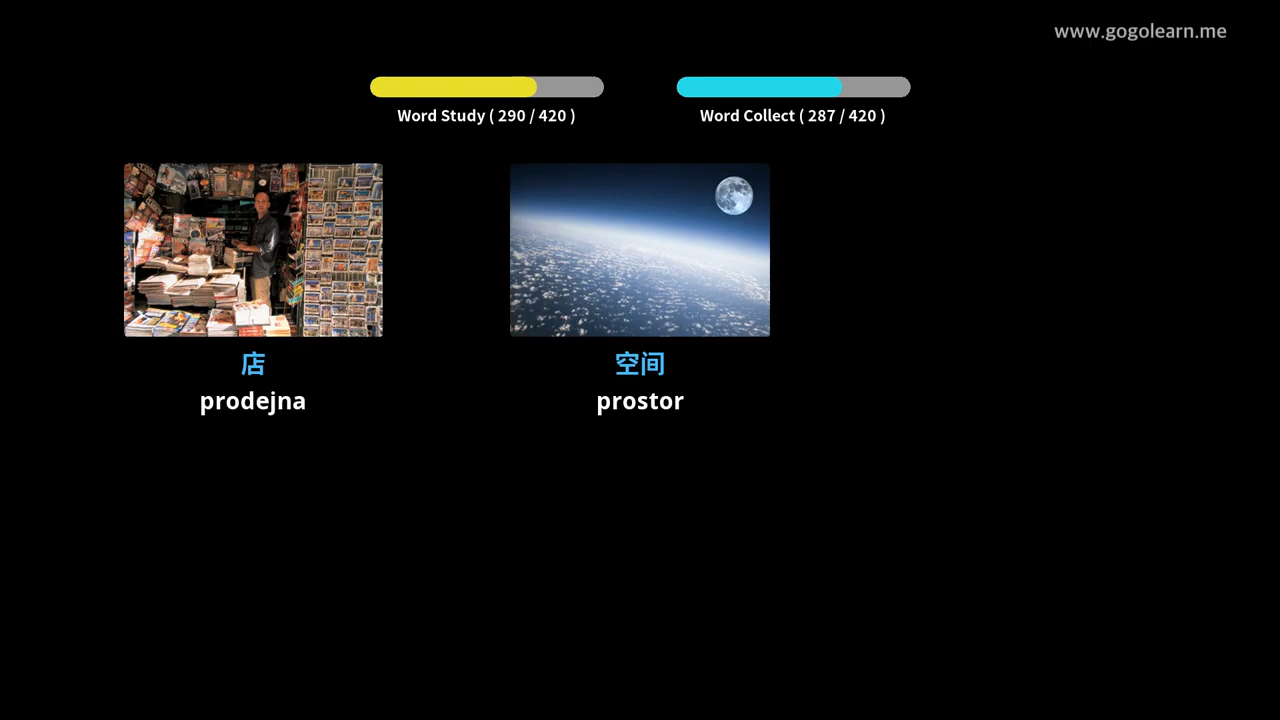 www.gogolearn.me
Word Study ( 290 / 420 )
Word Collect ( 287 / 420 )
店
prodejna
空间
prostor